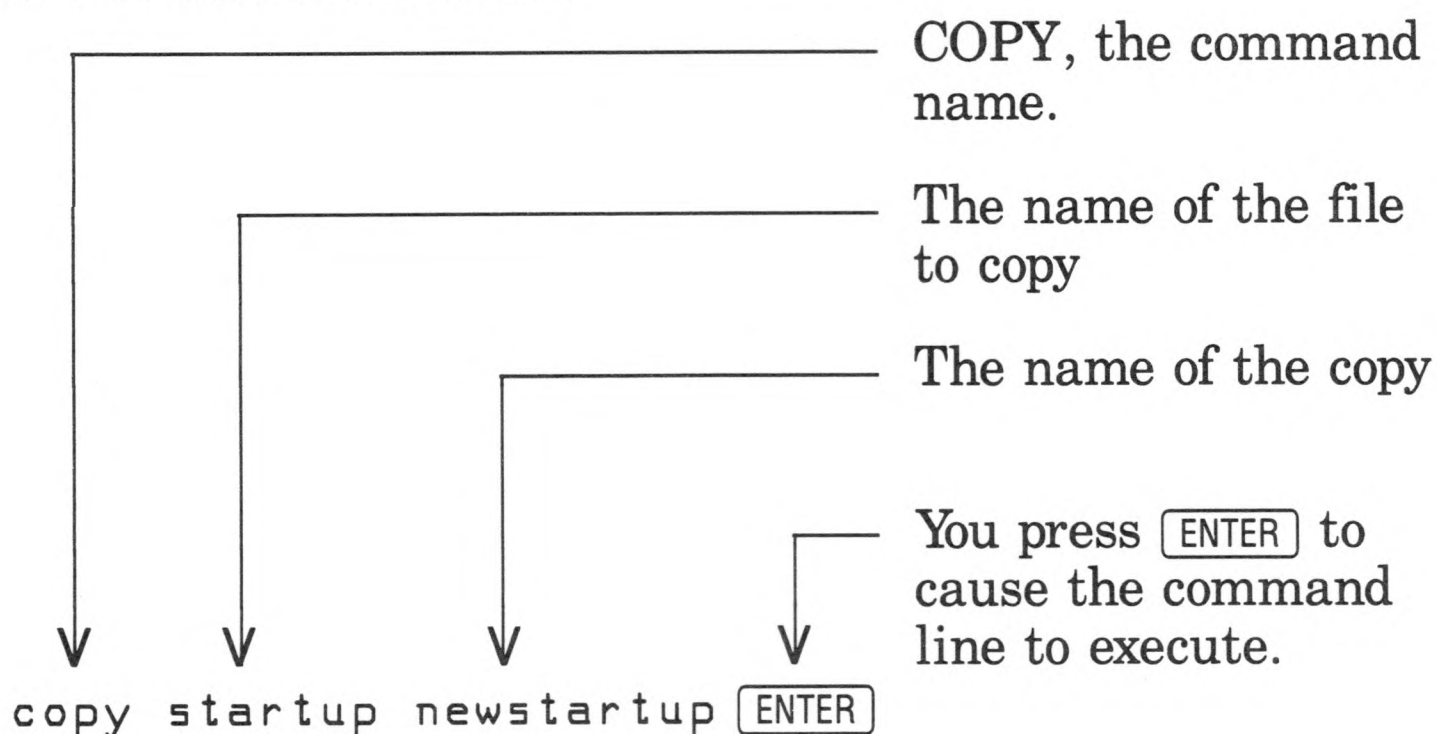 COPY, the command
name.
The name of the file
to copy
The name of the copy
You press ENTER to
cause the command
line to execute.
copy startup newstartup ENTER